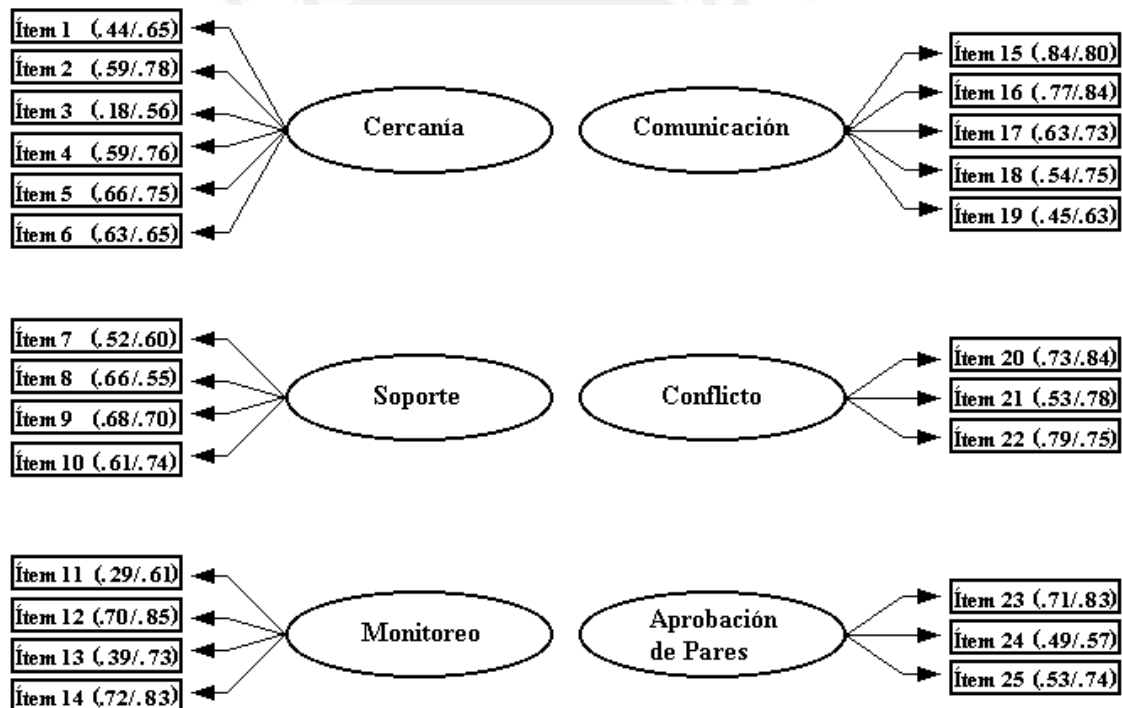 Ítem 1 (.44/.65)
Ítem 2 (.59/.78)
Ítem 3 (.18/.56)
Ítem 4 (.59/.76)
Ítem 5 (.66/.75)
Ítem 6 (.63/.65)
Cercanía
Comunicación
Ítem 15 (.84/.80)
Ítem 16 (.77/.84)
Ítem 17 (.63/.73)
Ítem 18 (.54/.75)
Ítem 19 (.45/.63)
Ítem 7 (.52/.60)
Ítem 8 (.66/.55)
Ítem 9 (.68/.70)
Ítem 10 (.61/.74)
Soporte
Conflicto
Ítem 20 (.73/.84)
Ítem 21 (.53/.78)
Ítem 22 (.79/.75)
Ítem 11 (.29/.61)
Ítem 12 (.70/.85)
Ítem 13 (.39/.73)
Ítem 14 (.72/.83)
Monitoreo
Aprobación
de Pares
Ítem 23 (.71/.83)
Ítem 24 (.49/.57)
Ítem 25 (.53/.74)